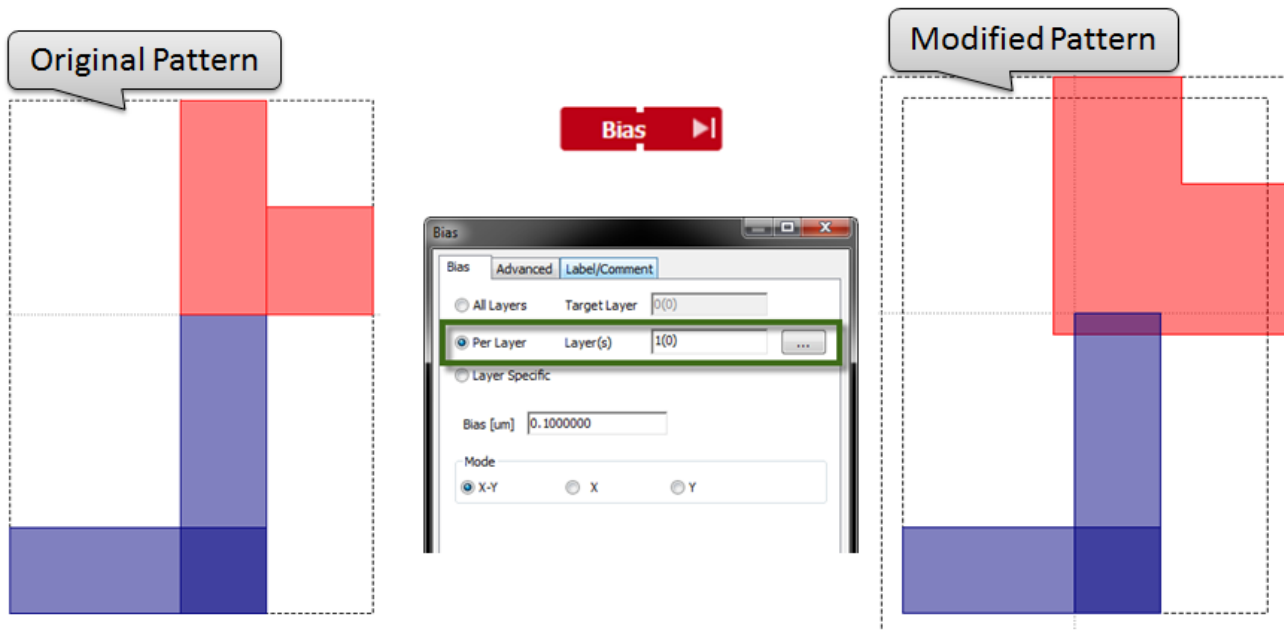 Original Pattern
Modified Pattern
Bias
Bias
Bias Advanced Label/Comment
All Layers Target Layer 0(0)
Per Layer Layer(s) 1(0) ...
Layer Specific
Bias [um] 0.1000000
Mode
X-Y X Y